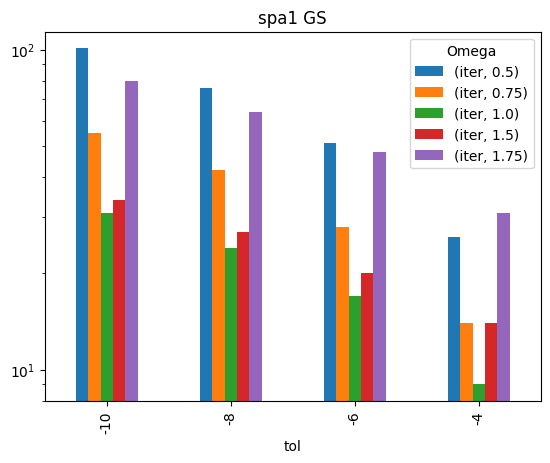 spa1 GS
10²
10¹
Omega
(iter, 0.5)
(iter, 0.75)
(iter, 1.0)
(iter, 1.5)
(iter, 1.75)
-10
-8
-6
-4
tol